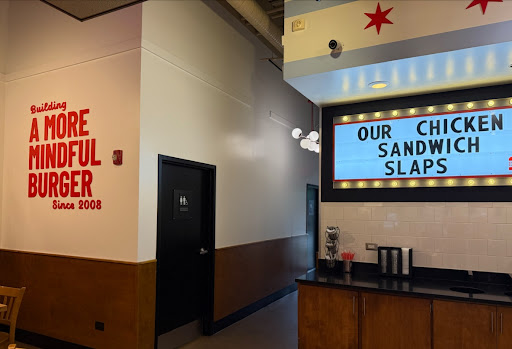 Building
A MORE
MINDFUL
BURGER
Since 2008
OUR CHICKEN
SANDWICH
SLAPS